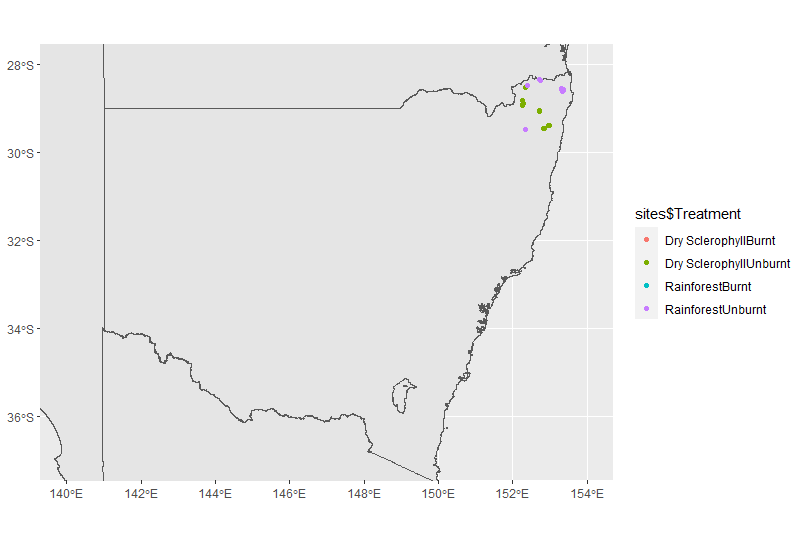 28°S
30°S
32°S
34°S
36°S
140°E
142°E
144°E
146°E
148°E
150°E
152°E
154°E
sites$Treatment
Dry SclerophyllBurnt
Dry SclerophyllUnburnt
RainforestBurnt
RainforestUnburnt